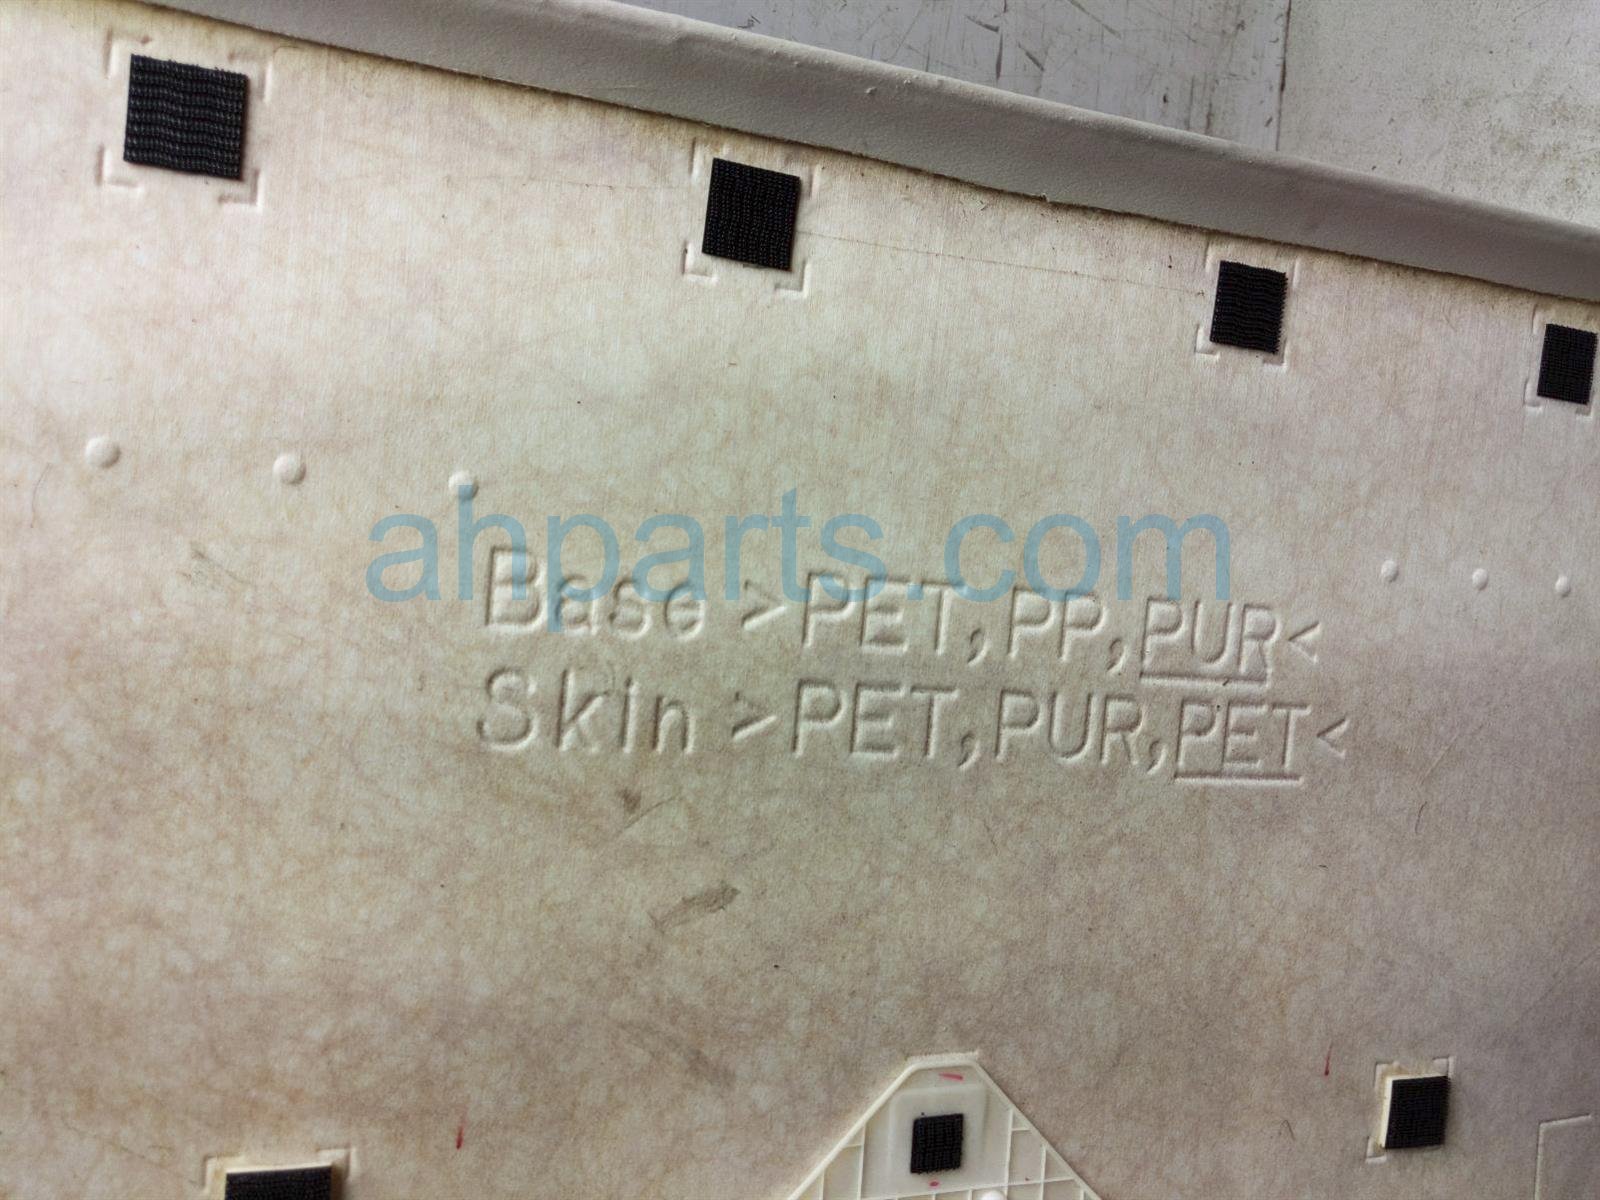 ahparts.com
Base >PET,PP,PUR<
Skin >PET,PUR,PET<